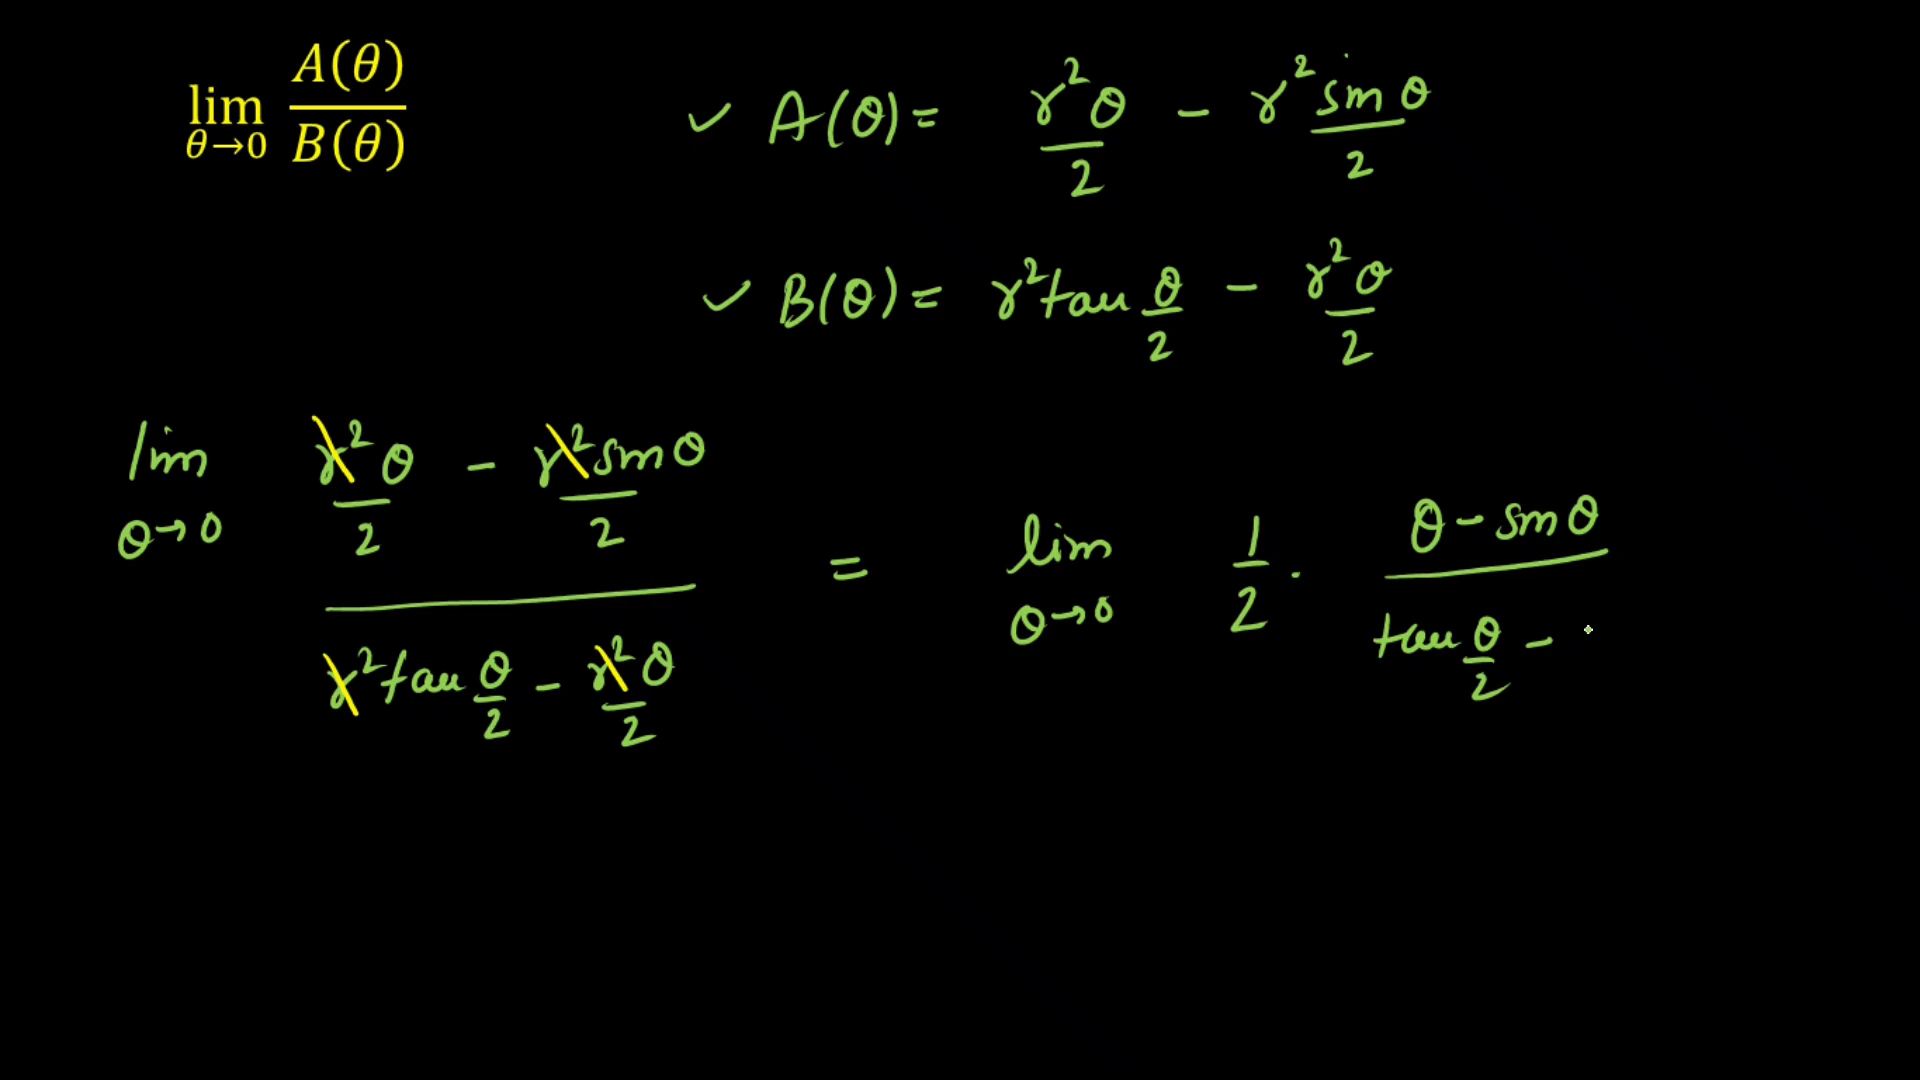 lim θ→0 A(θ)/B(θ)
✓ A(θ) = r²θ/2 - r² sin θ/2
✓ B(θ) = r² tan θ/2 - r²θ/2
lim θ→0 (r²θ/2 - r² sin θ/2)/(r² tan θ/2 - r²θ/2) = lim θ→0 1/2 · (θ - sin θ)/(tan θ/2 -